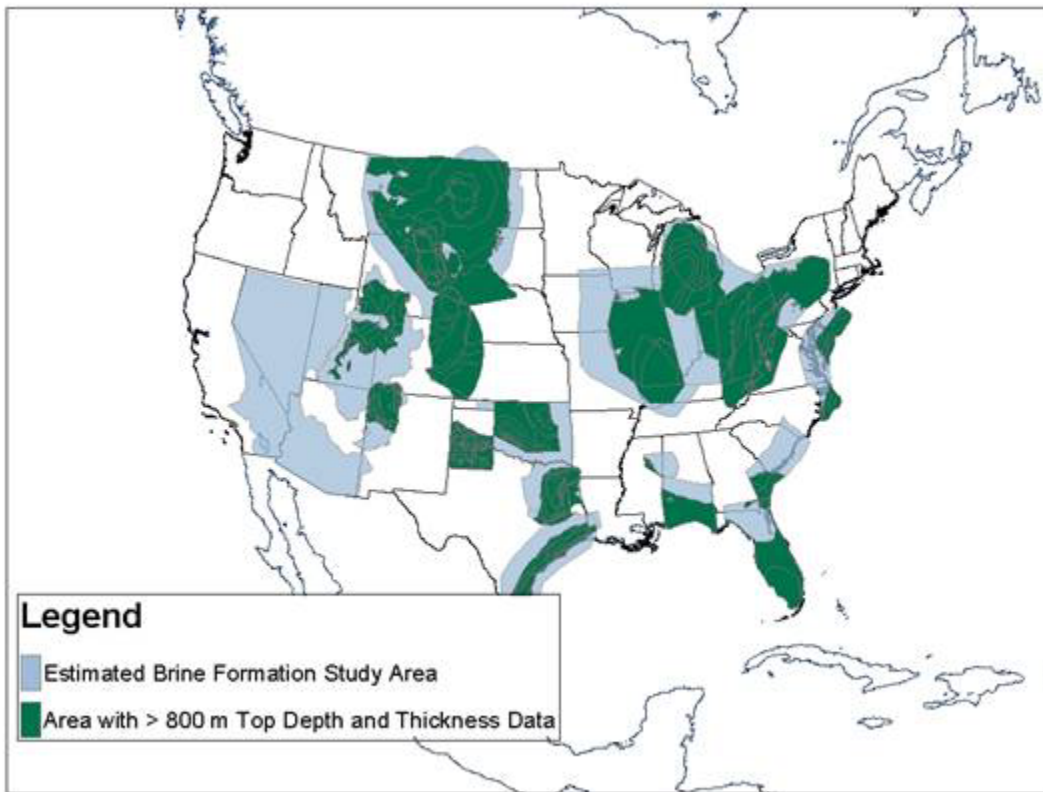 Legend
Estimated Brine Formation Study Area
Area with > 800 m Top Depth and Thickness Data